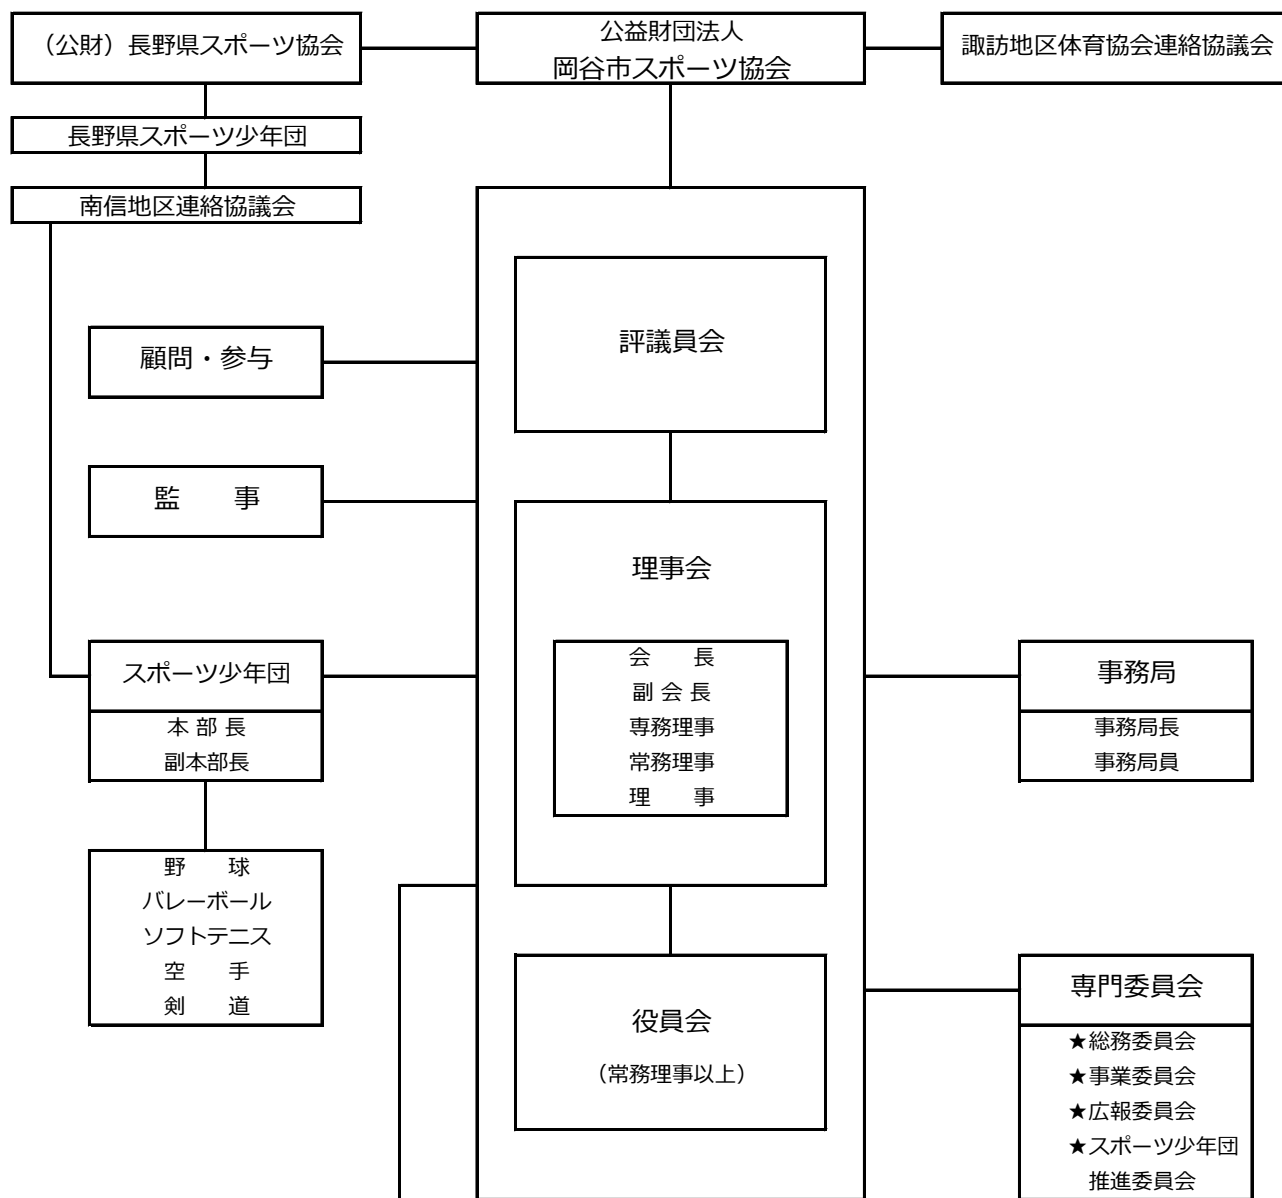 （公財）長野県スポーツ協会
公益財団法人
岡谷市スポーツ協会
諏訪地区体育協会連絡協議会
長野県スポーツ少年団
南信地区連絡協議会
評議員会
顧問・参与
監　　事
理事会
会　　長
副 会 長
専務理事
常務理事
理　　事
スポーツ少年団
本 部 長
副本部長
事務局
事務局長
事務局員
野　　球
バレーボール
ソフトテニス
空　　手
剣　　道
役員会
（常務理事以上）
専門委員会
★総務委員会
★事業委員会
★広報委員会
★スポーツ少年団
推進委員会